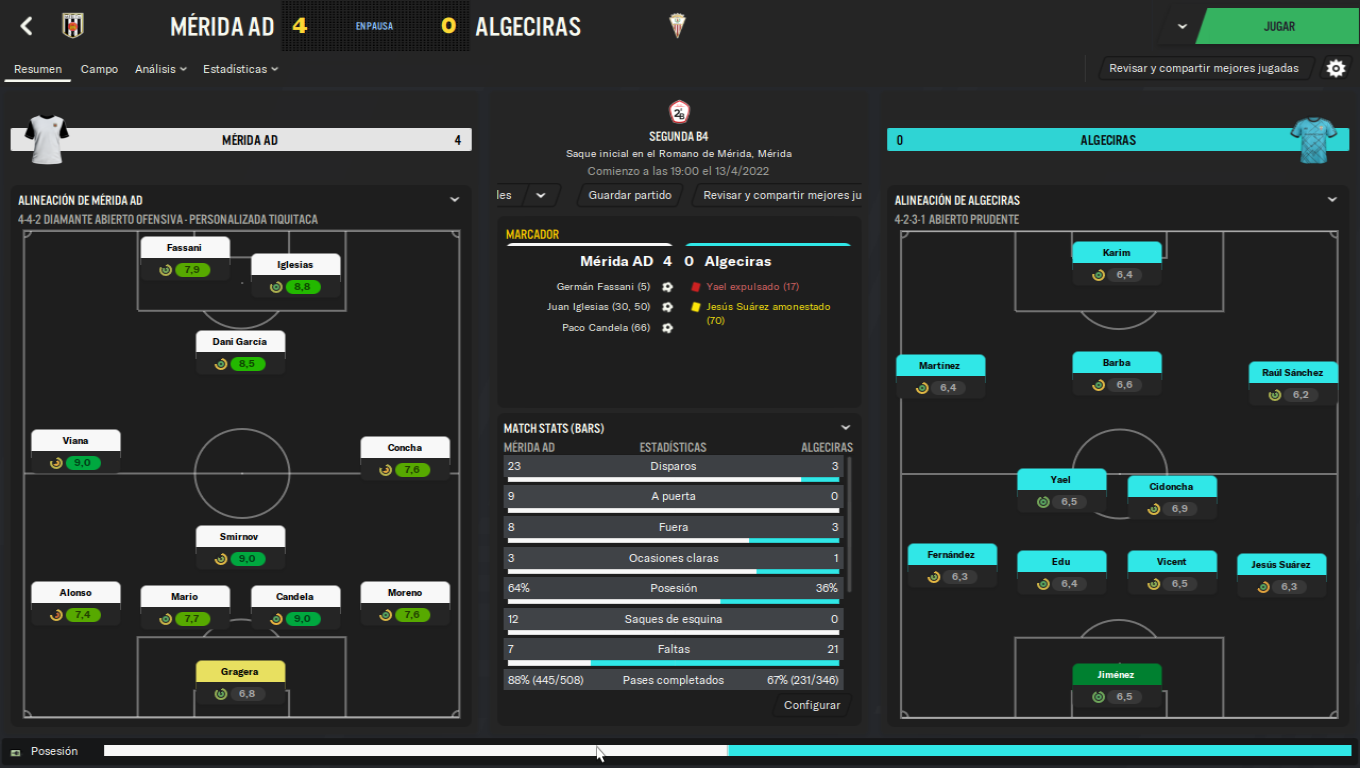 MÉRIDA AD 4 EN PAUSA 0 ALGECIRAS
JUGAR
Resumen Campo Análisis Estadísticas
Revisar y compartir mejores jugadas
MÉRIDA AD 4
2ªB
SEGUNDA B4
Saque inicial en el Romano de Mérida, Mérida
Comienzo a las 19:00 el 13/4/2022
les Guardar partido Revisar y compartir mejores ju
0 ALGECIRAS
ALINEACIÓN DE MÉRIDA AD
4-4-2 DIAMANTE ABIERTO OFENSIVA - PERSONALIZADA TIQUITACA
Fassani
7,9
Iglesias
8,8
Dani García
8,5
Viana
9,0
Concha
7,6
Smirnov
9,0
Alonso
7,4
Mario
7,7
Candela
9,0
Moreno
7,6
Gragera
6,8
MARCADOR
Mérida AD 4 0 Algeciras
Germán Fassani (5)
Juan Iglesias (30, 50)
Paco Candela (66)
Yael expulsado (17)
Jesús Suárez amonestado
(70)
MATCH STATS (BARS)
MÉRIDA AD ESTADÍSTICAS ALGECIRAS
23 Disparos 3
9 A puerta 0
8 Fuera 3
3 Ocasiones claras 1
64% Posesión 36%
12 Saques de esquina 0
7 Faltas 21
88% (445/508) Pases completados 67% (231/346)
Configurar
ALINEACIÓN DE ALGECIRAS
4-2-3-1 ABIERTO PRUDENTE
Karim
6,4
Martínez
6,4
Barba
6,6
Raúl Sánchez
6,2
Yael
6,5
Cidoncha
6,9
Fernández
6,3
Edu
6,4
Vicent
6,5
Jesús Suárez
6,3
Jiménez
6,5
Posesión